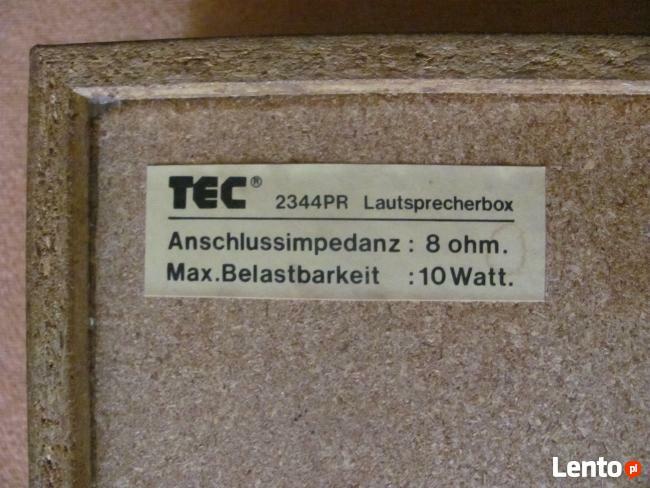 TEC® 2344PR Lautsprecherbox
Anschlussimpedanz : 8 ohm.
Max.Belastbarkeit : 10 Watt.
Lento pl